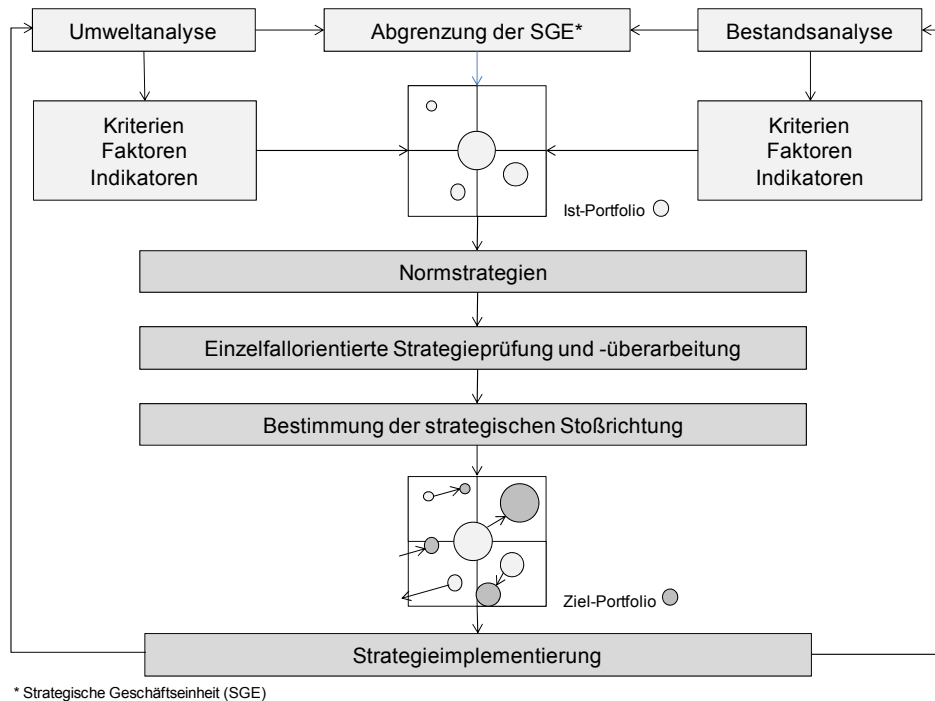 Umweltanalyse
Abgrenzung der SGE*
Bestandsanalyse
Kriterien
Faktoren
Indikatoren
Kriterien
Faktoren
Indikatoren
Ist-Portfolio
Normstrategien
Einzelfallorientierte Strategieprüfung und -überarbeitung
Bestimmung der strategischen Stoßrichtung
Ziel-Portfolio
Strategieimplementierung
* Strategische Geschäftseinheit (SGE)